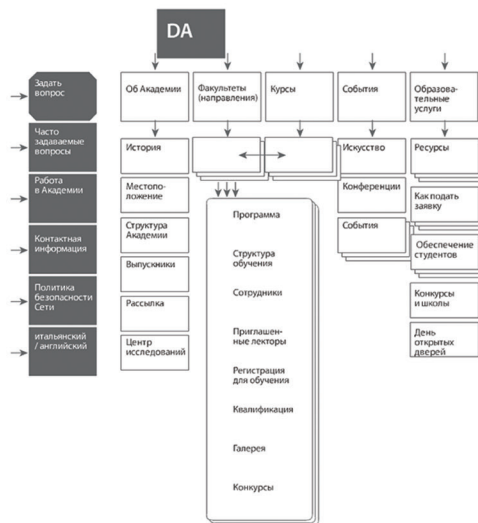 DA
Задать
вопрос
Часто
задаваемые
вопросы
Работа
в Академии
Контактная
информация
Политика
безопасности
Сети
итальянский
/ английский
Об Академии
История
Местопо-
ложение
Структура
Академии
Выпускники
Рассылка
Центр
исследований
Факультеты
(направления)
Курсы
Программа
Структура
обучения
Сотрудники
Приглашен-
ные лекторы
Регистрация
для обучения
Квалификация
Галерея
Конкурсы
События
Искусство
Конференции
События
Образова-
тельные
услуги
Ресурсы
Как подать
заявку
Обеспечение
студентов
Конкурсы
и школы
День
открытых
дверей